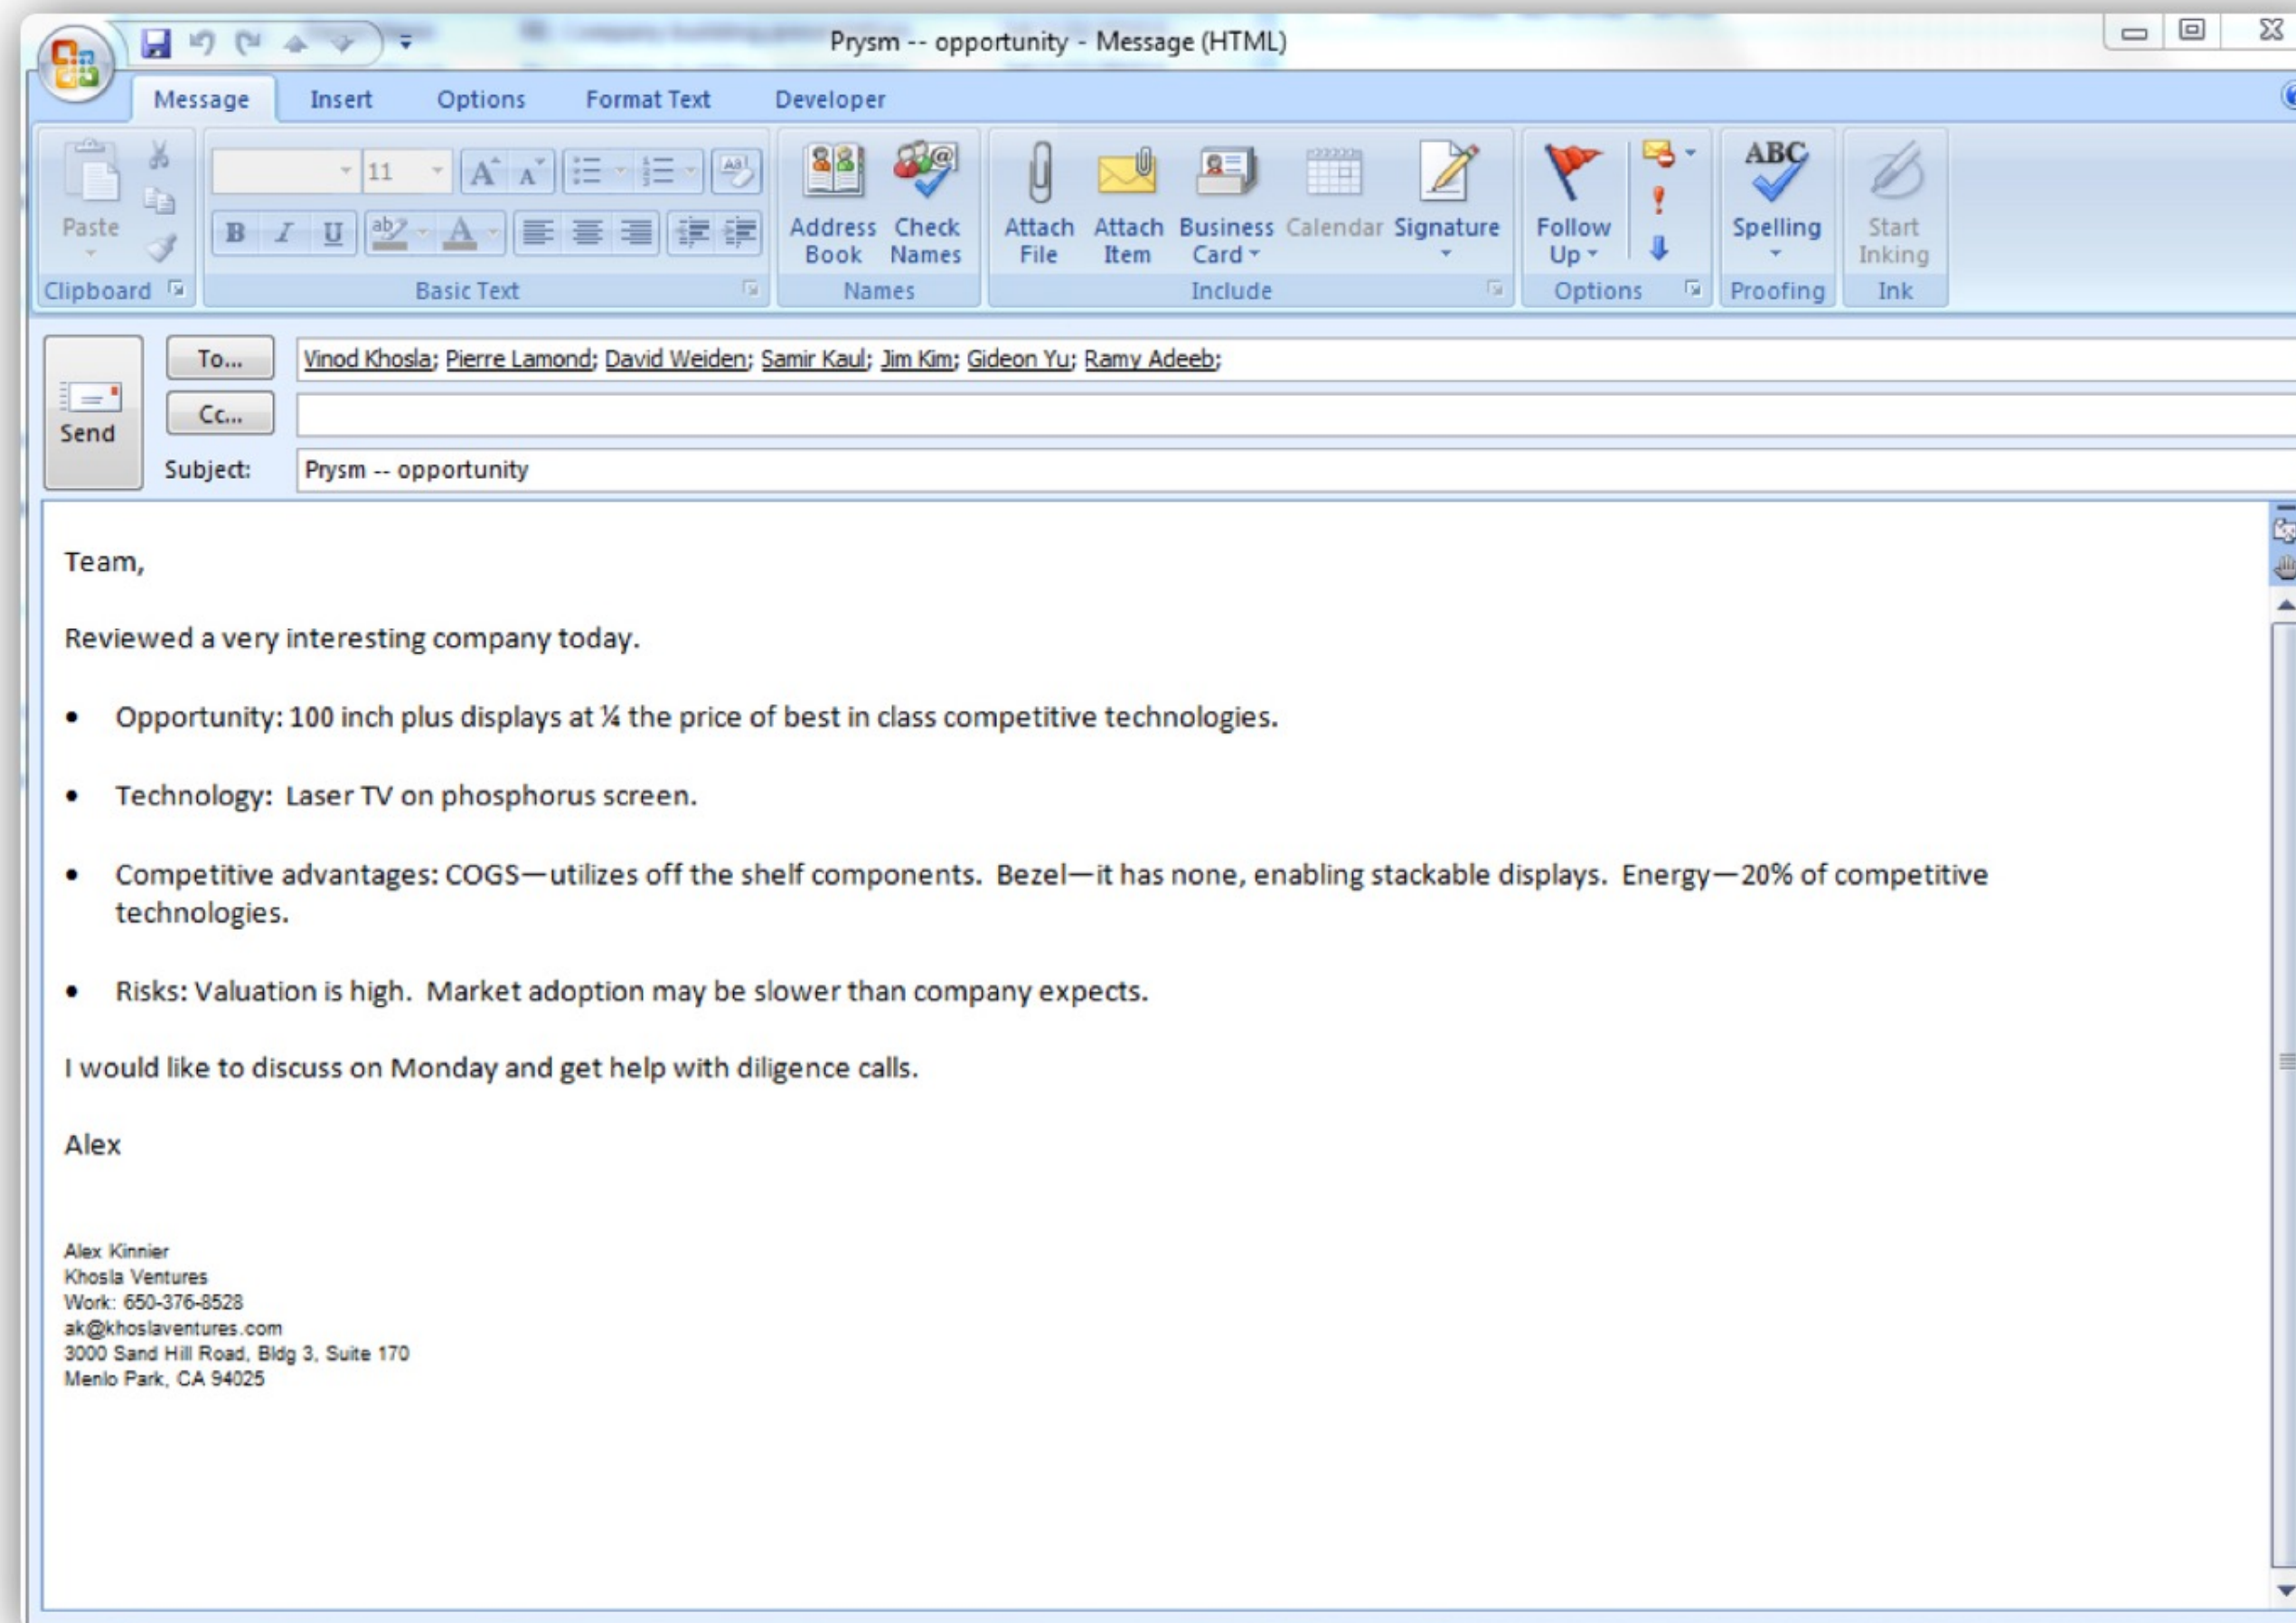 Prysm -- opportunity - Message (HTML)
Message Insert Options Format Text Developer
11
Paste
Address Book
Check Names
Attach File
Attach Item
Business Card
Calendar
Signature
Follow Up
ABC
Spelling
Start Inking
Clipboard Basic Text Names Include Options Proofing Ink
Send
To... Vinod Khosla; Pierre Lamond; David Weiden; Samir Kaul; Jim Kim; Gideon Yu; Ramy Adeeb;
Cc...
Subject: Prysm -- opportunity
Team,
Reviewed a very interesting company today.
• Opportunity: 100 inch plus displays at ¼ the price of best in class competitive technologies.
• Technology:  Laser TV on phosphorus screen.
• Competitive advantages: COGS—utilizes off the shelf components.  Bezel—it has none, enabling stackable displays.  Energy—20% of competitive
technologies.
• Risks: Valuation is high.  Market adoption may be slower than company expects.
I would like to discuss on Monday and get help with diligence calls.
Alex
Alex Kinnier
Khosla Ventures
Work: 650-376-8528
ak@khoslaventures.com
3000 Sand Hill Road, Bldg 3, Suite 170
Menlo Park, CA 94025